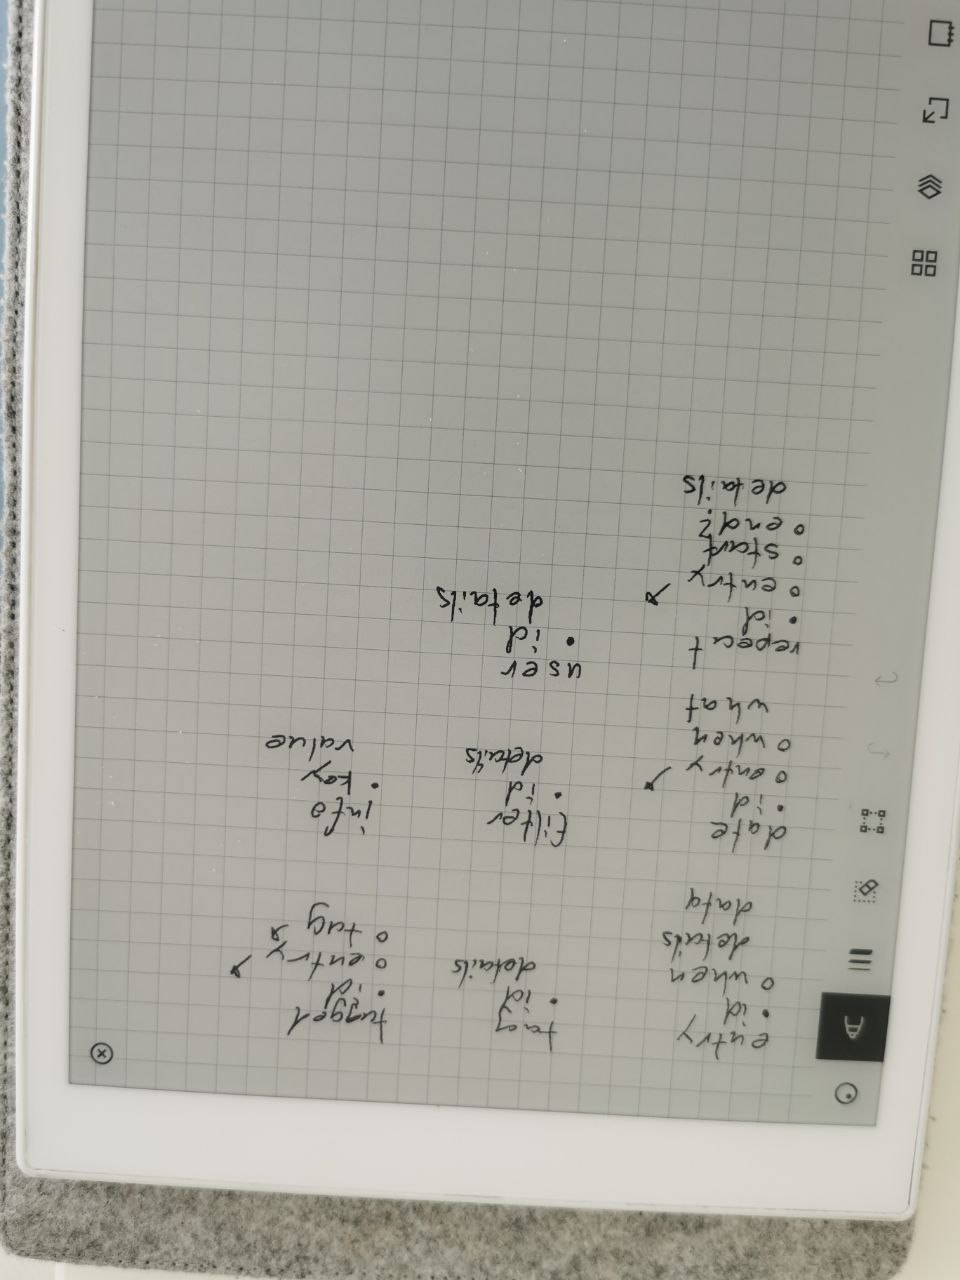 entry
• id
o when
details
data
tag
• id
details
tagged
• id
o entry ↘
o tag ↘
date
• id
o entry ↗
o when
what
filter
• id
details
info
• key
value
repeat
• id
o entry ↗
o start
o end?
details
user
• id
details